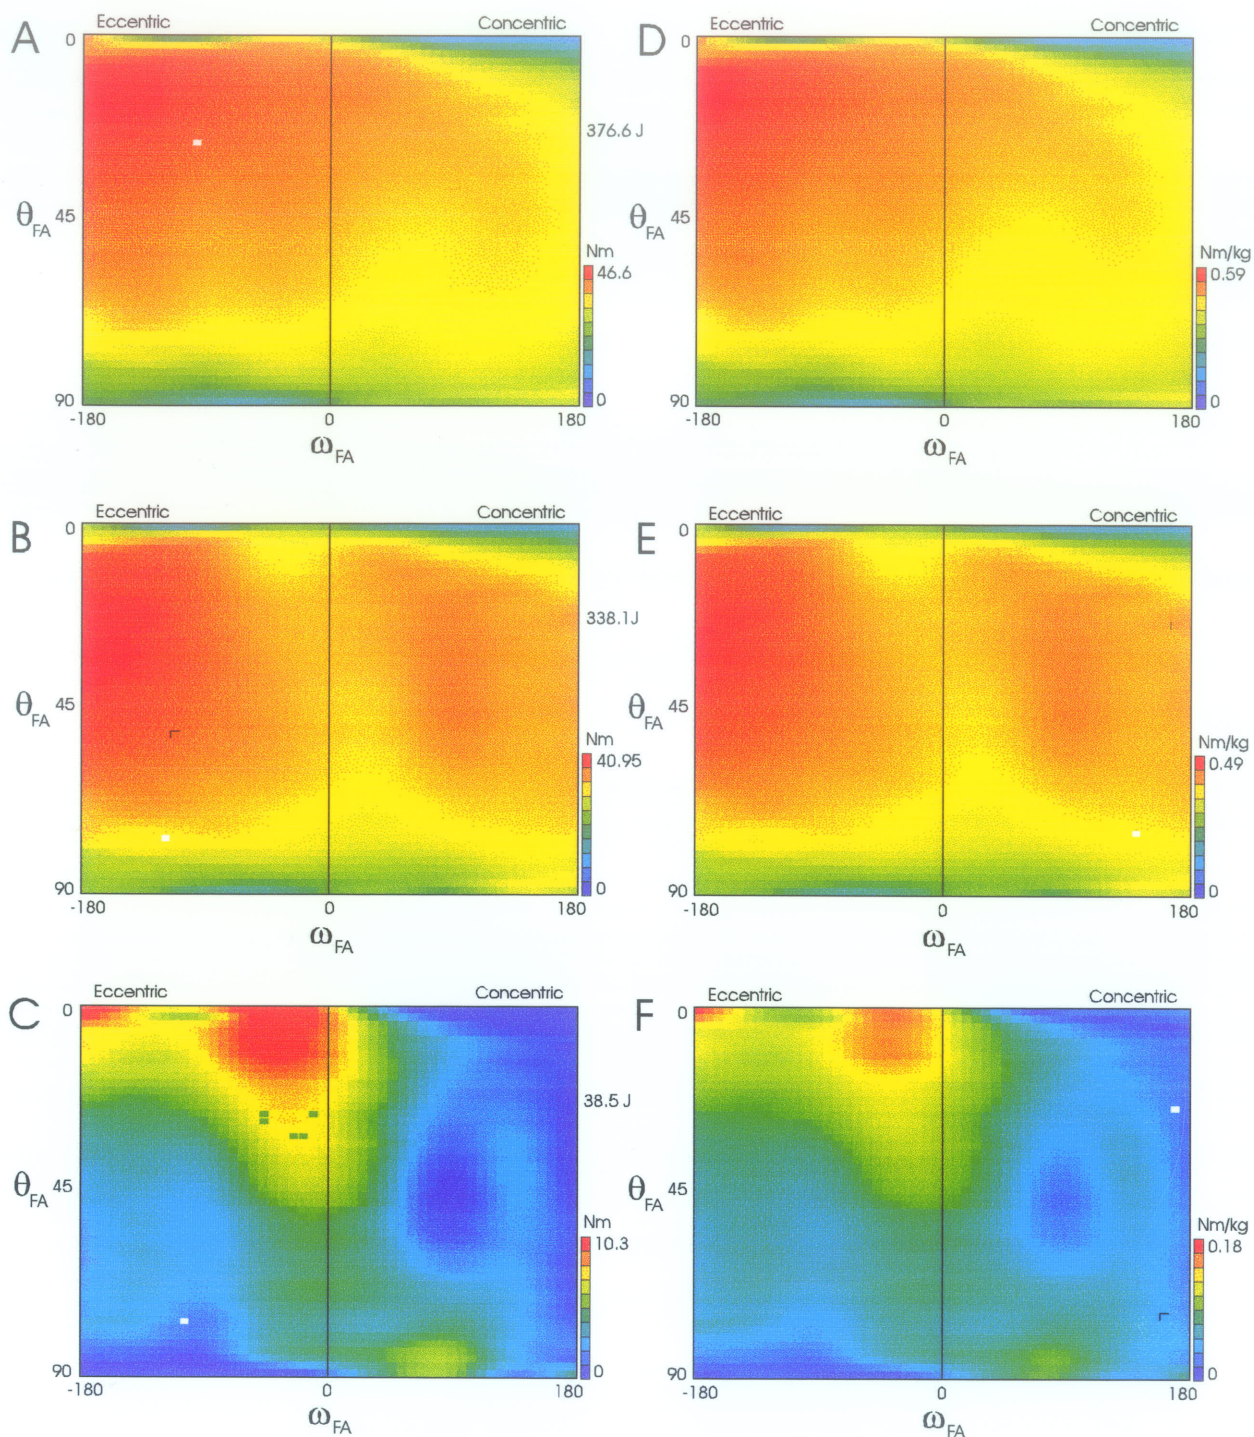 A
Eccentric
Concentric
0
θFA
45
90
-180
0
180
ωFA
376.6 J
Nm
46.6
0
D
Eccentric
Concentric
0
θFA
45
90
-180
0
180
ωFA
Nm/kg
0.59
0
B
Eccentric
Concentric
0
θFA
45
90
-180
0
180
ωFA
338.1J
Nm
40.95
0
E
Eccentric
Concentric
0
θFA
45
90
-180
0
180
ωFA
Nm/kg
0.49
0
C
Eccentric
Concentric
0
θFA
45
90
-180
0
180
ωFA
38.5 J
Nm
10.3
0
F
Eccentric
Concentric
0
θFA
45
90
-180
0
180
ωFA
Nm/kg
0.18
0